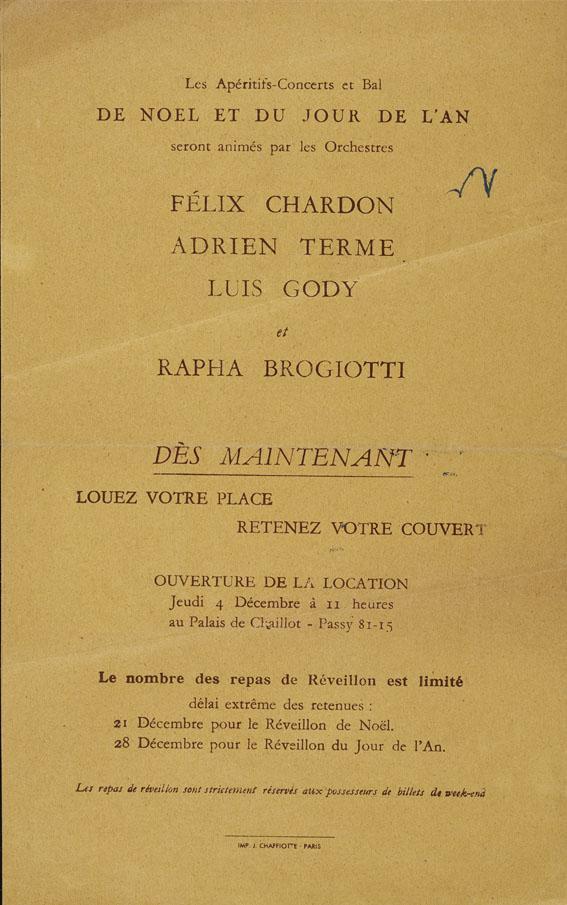 Les Apéritifs-Concerts et Bal
DE NOEL ET DU JOUR DE L'AN
seront animés par les Orchestres
FÉLIX CHARDON
ADRIEN TERME
LUIS GODY
et
RAPHA BROGIOTTI
DÈS MAINTENANT
LOUEZ VOTRE PLACE
RETENEZ VOTRE COUVERT
OUVERTURE DE LA LOCATION
Jeudi 4 Décembre à 11 heures
au Palais de Chaillot - Passy 81-15
Le nombre des repas de Réveillon est limité
délai extrême des retenues :
21 Décembre pour le Réveillon de Noël.
28 Décembre pour le Réveillon du Jour de l'An.
Les repas de réveillon sont strictement réservés aux possesseurs de billets de week-end
IMP. J. CHAFFIOTTE - PARIS